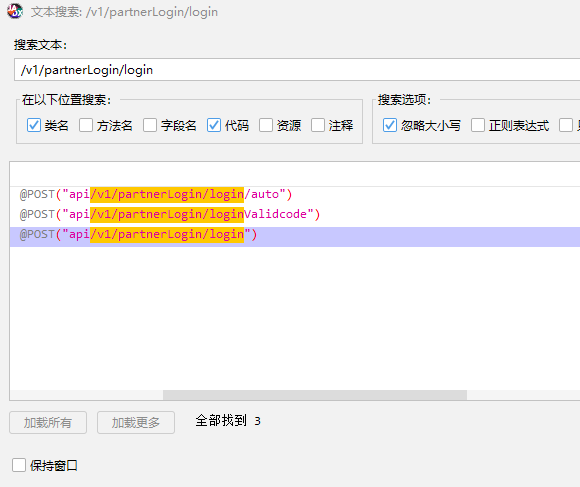 文本搜索: /v1/partnerLogin/login
搜索文本:
/v1/partnerLogin/login
在以下位置搜索:
类名 方法名 字段名 代码 资源 注释
搜索选项:
忽略大小写 正则表达式
@POST("api/v1/partnerLogin/login/auto")
@POST("api/v1/partnerLogin/loginValidcode")
@POST("api/v1/partnerLogin/login")
加载所有 加载更多 全部找到 3
保持窗口